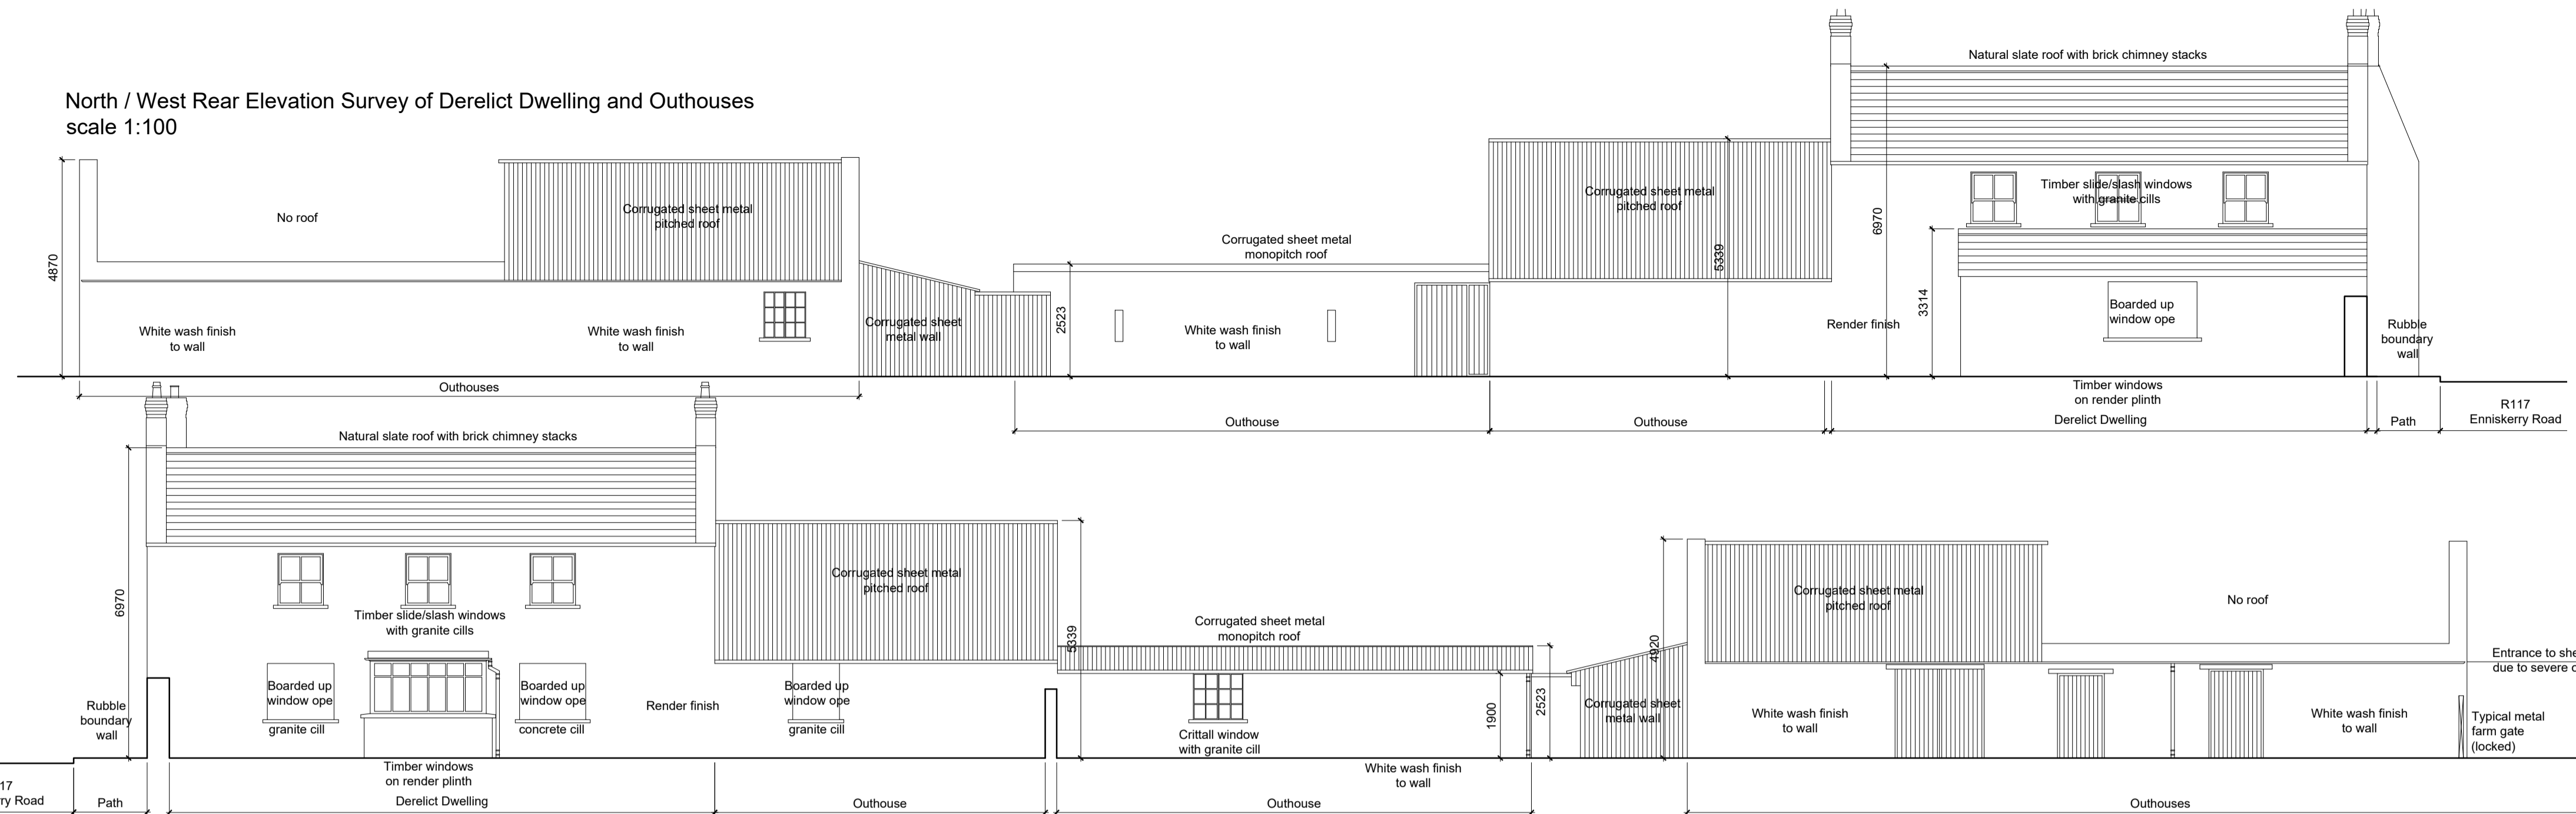 North / West Rear Elevation Survey of Derelict Dwelling and Outhouses
scale 1:100
4870
No roof
Corrugated sheet metal
pitched roof
White wash finish
to wall
White wash finish
to wall
Corrugated sheet
metal wall
Outhouses
2523
Corrugated sheet metal
monopitch roof
White wash finish
to wall
Outhouse
Corrugated sheet metal
pitched roof
5339
Outhouse
Natural slate roof with brick chimney stacks
6970
Timber slide/slash windows
with granite cills
3314
Render finish
Boarded up
window ope
Rubble
boundary
wall
Timber windows
on render plinth
Derelict Dwelling
Path
R117
Enniskerry Road
Natural slate roof with brick chimney stacks
6970
Timber slide/slash windows
with granite cills
Rubble
boundary
wall
Boarded up
window ope
granite cill
Boarded up
window ope
concrete cill
Render finish
Timber windows
on render plinth
17
ry Road
Path
Derelict Dwelling
Corrugated sheet metal
pitched roof
5339
Boarded up
window ope
granite cill
Outhouse
Corrugated sheet metal
monopitch roof
Crittall window
with granite cill
1900
2523
White wash finish
to wall
Outhouse
4920
Corrugated sheet
metal wall
Corrugated sheet metal
pitched roof
No roof
White wash finish
to wall
White wash finish
to wall
Entrance to she
due to severe o
Typical metal
farm gate
(locked)
Outhouses